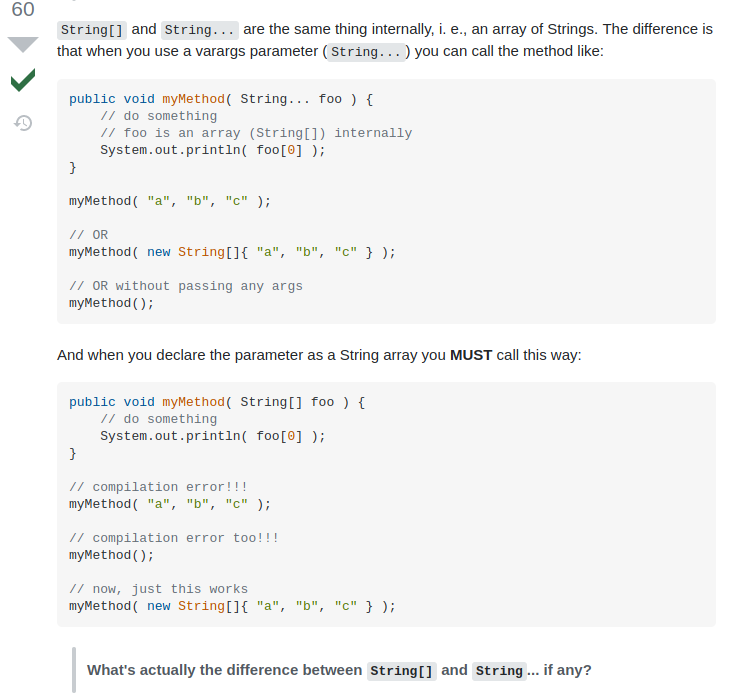 60
String[] and String... are the same thing internally, i. e., an array of Strings. The difference is
that when you use a varargs parameter (String...) you can call the method like:
public void myMethod( String... foo ) {
    // do something
    // foo is an array (String[]) internally
    System.out.println( foo[0] );
}
myMethod( "a", "b", "c" );
// OR
myMethod( new String[]{ "a", "b", "c" } );
// OR without passing any args
myMethod();
And when you declare the parameter as a String array you MUST call this way:
public void myMethod( String[] foo ) {
    // do something
    System.out.println( foo[0] );
}
// compilation error!!!
myMethod( "a", "b", "c" );
// compilation error too!!!
myMethod();
// now, just this works
myMethod( new String[]{ "a", "b", "c" } );
What's actually the difference between String[] and String... if any?